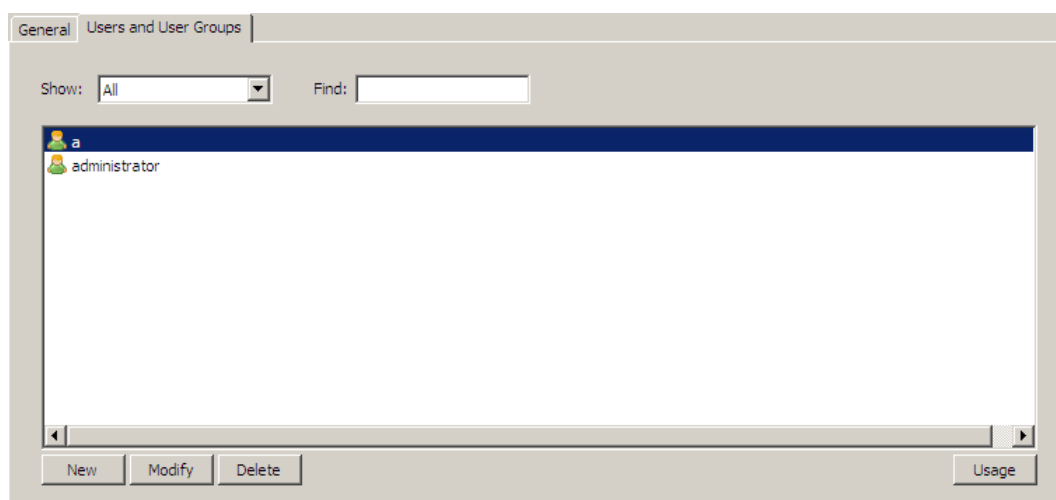 General Users and User Groups
Show: All Find:
a
administrator
New Modify Delete Usage